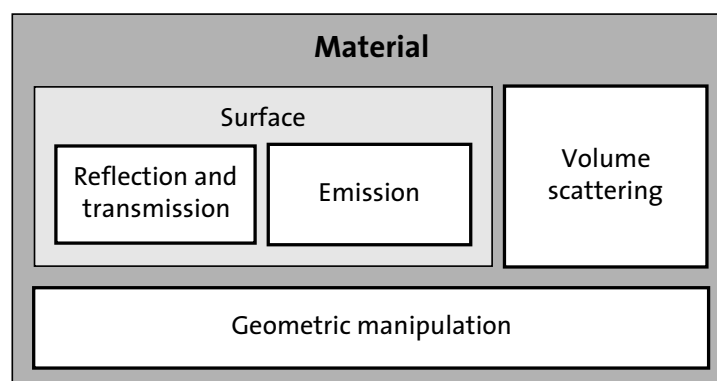 Material
Surface
Reflection and
transmission
Emission
Volume
scattering
Geometric manipulation